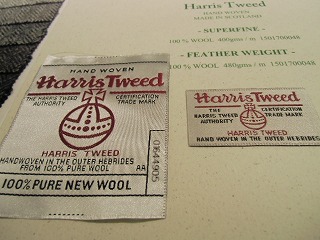 Harris Tweed
HAND WOVEN
MADE IN SCOTLAND
- SUPERFINE -
100 % WOOL 400gms / m 1501700048
- FEATHER WEIGHT -
100 % WOOL 480gms / m 1501700048
HAND WOVEN
Harris Tweed
THE HARRIS TWEED
AUTHORITY
CERTIFICATION
TRADE MARK
HARRIS TWEED
HANDWOVEN IN THE OUTER HEBRIDES
FROM 100% PURE WOOL AA
100% PURE NEW WOOL
Harris Tweed
THE HARRIS
TWEED
AUTHORITY
CERTIFICATION
TRADE MARK
HARRIS TWEED
HAND WOVEN IN THE OUTER HEBRIDES